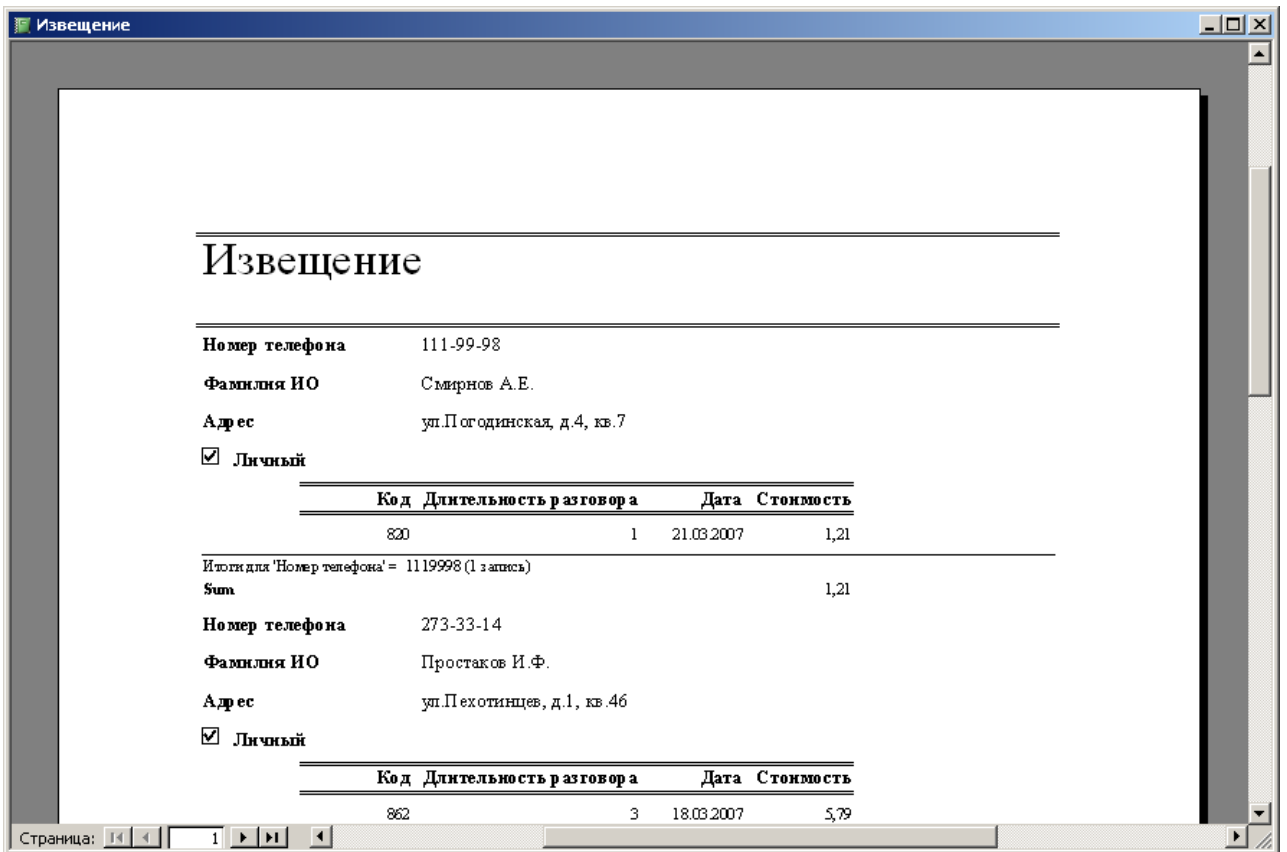 Извещение
Извещение
Номер телефона 111-99-98
Фамилия ИО Смирнов А.Е.
Адрес ул.Погодинская, д.4, кв.7
Личный
Код Длительность разговора Дата Стоимость
820 1 21.03.2007 1,21
Итоги для 'Номер телефона' = 1119998 (1 запись)
Sum 1,21
Номер телефона 273-33-14
Фамилия ИО Простаков И.Ф.
Адрес ул.Пехотинцев, д.1, кв.46
Личный
Код Длительность разговора Дата Стоимость
862 3 18.03.2007 5,79
Страница: 1